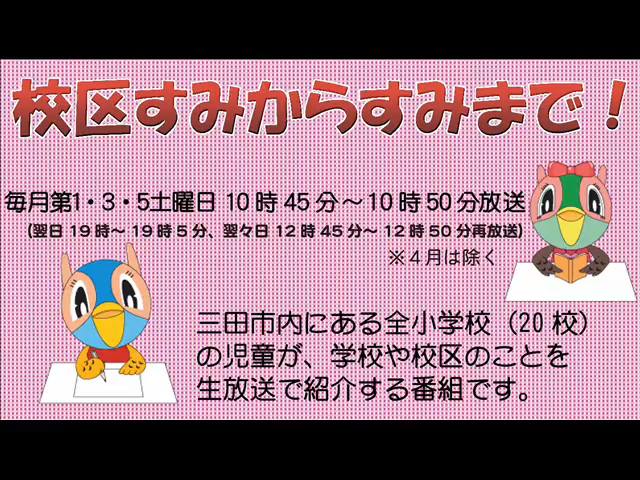 校区すみからすみまで！
毎月第1・3・5土曜日 10時45分～10時50分放送
(翌日19時～19時5分、翌々日12時45分～12時50分再放送)
※４月は除く
三田市内にある全小学校（20校）
の児童が、学校や校区のことを
生放送で紹介する番組です。